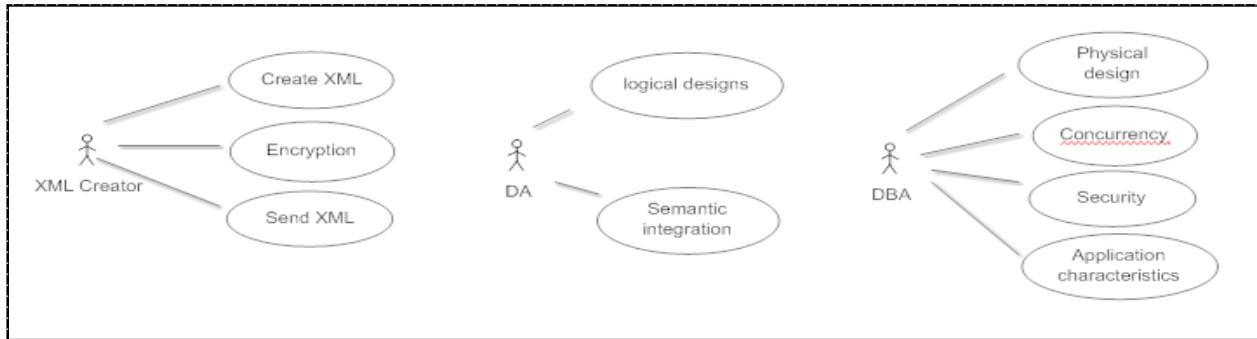 Create XML
Encryption
Send XML
XML Creator
logical designs
Semantic
integration
DA
Physical
design
Concurrency
Security
Application
characteristics
DBA